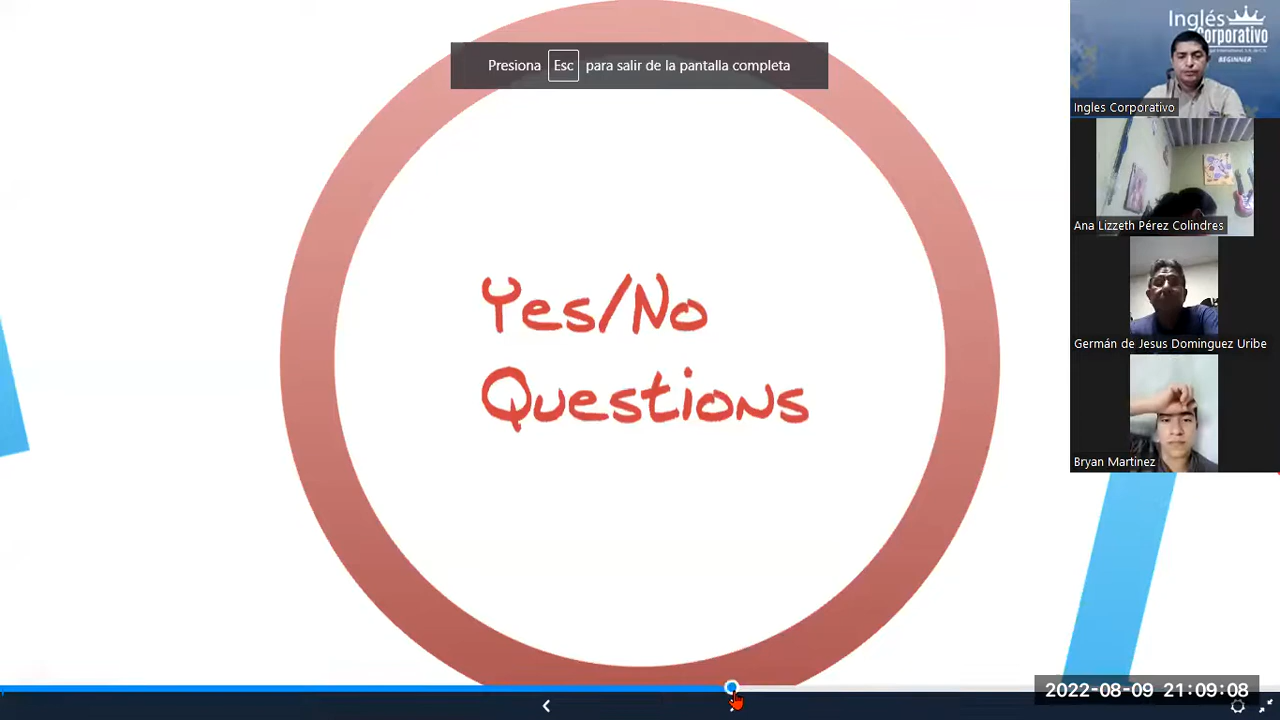 Presiona Esc para salir de la pantalla completa
Yes/No
Questions
Inglés
Corporativo
BEGINNER
Ingles Corporativo
Ana Lizzeth Pérez Colindres
Germán de Jesus Dominguez Uribe
Bryan Martinez
2022-08-09 21:09:08